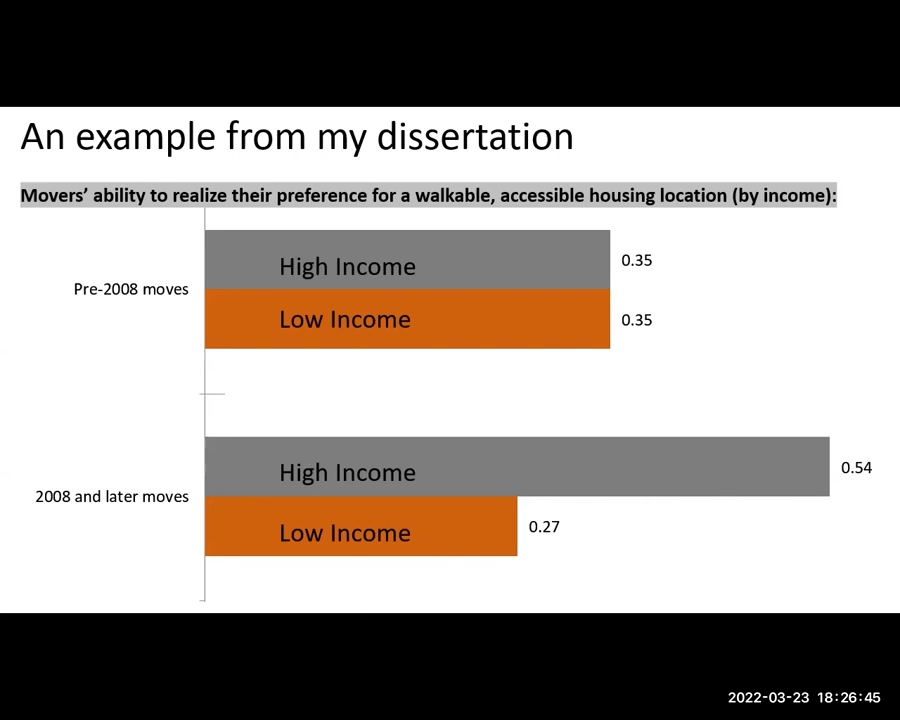 An example from my dissertation
Movers’ ability to realize their preference for a walkable, accessible housing location (by income):
High Income
0.35
Pre-2008 moves
Low Income
0.35
High Income
0.54
2008 and later moves
Low Income
0.27
2022-03-23 18:26:45